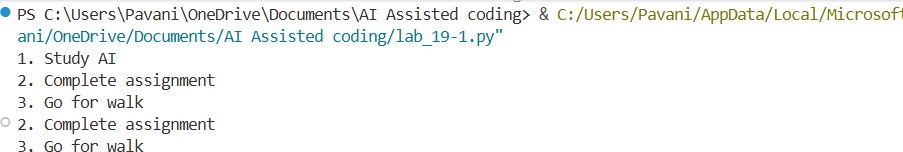 PS C:\Users\Pavani\OneDrive\Documents\AI Assisted coding> & C:/Users/Pavani/AppData/Local/Microsoft
ani/OneDrive/Documents/AI Assisted coding/lab_19-1.py"
1. Study AI
2. Complete assignment
3. Go for walk
2. Complete assignment
3. Go for walk